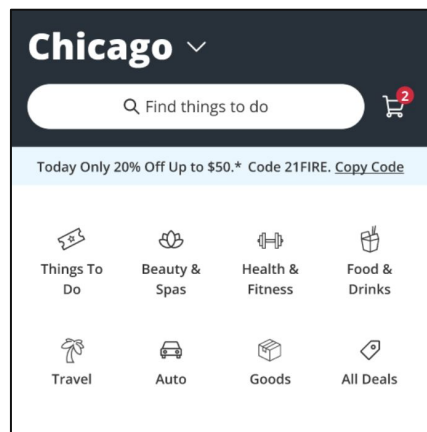 Chicago
Find things to do
2
Today Only 20% Off Up to $50.* Code 21FIRE. Copy Code
Things To
Do
Beauty &
Spas
Health &
Fitness
Food &
Drinks
Travel
Auto
Goods
All Deals